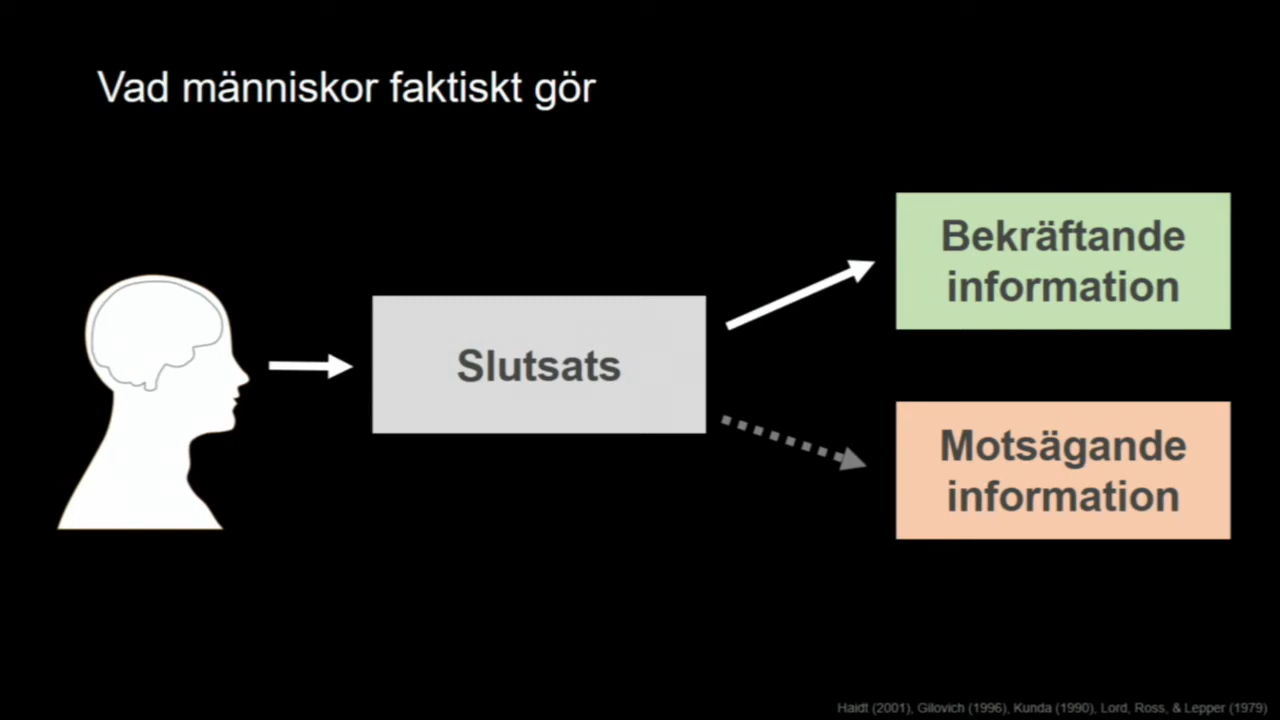 Vad människor faktiskt gör
Bekräftande
information
Slutsats
Motsägande
information
Haidt (2001), Gilovich (1996), Kunda (1990), Lord, Ross, & Lepper (1979)